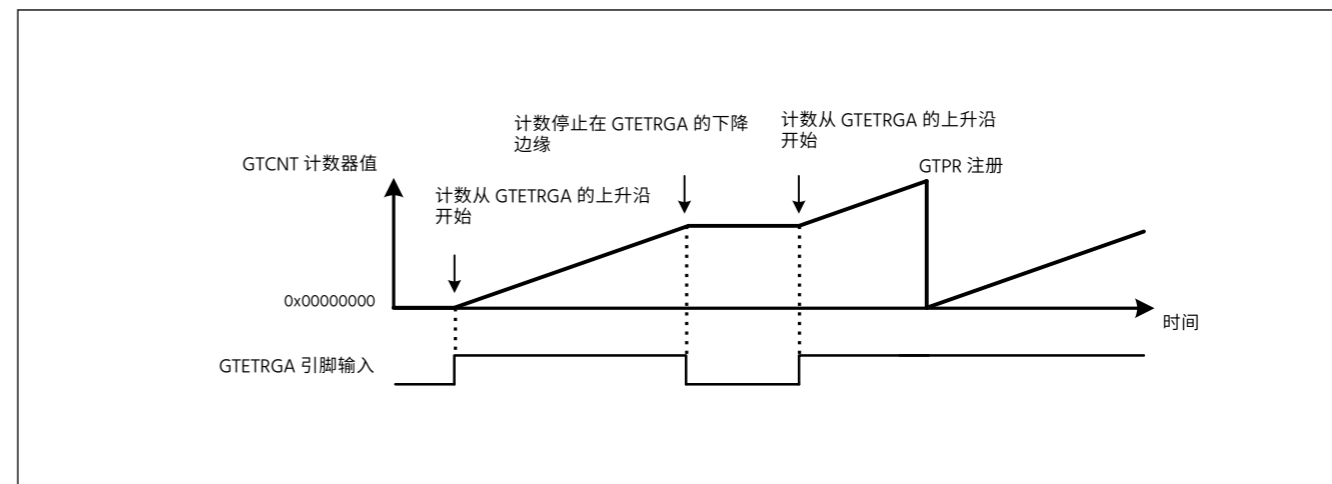 计数停止在 GTETRGA 的下降
边缘
计数从 GTETRGA 的上升沿
开始
GTCNT 计数器值
GTPR 注册
计数从 GTETRGA 的上升沿
开始
0x00000000
时间
GTETRGA 引脚输入